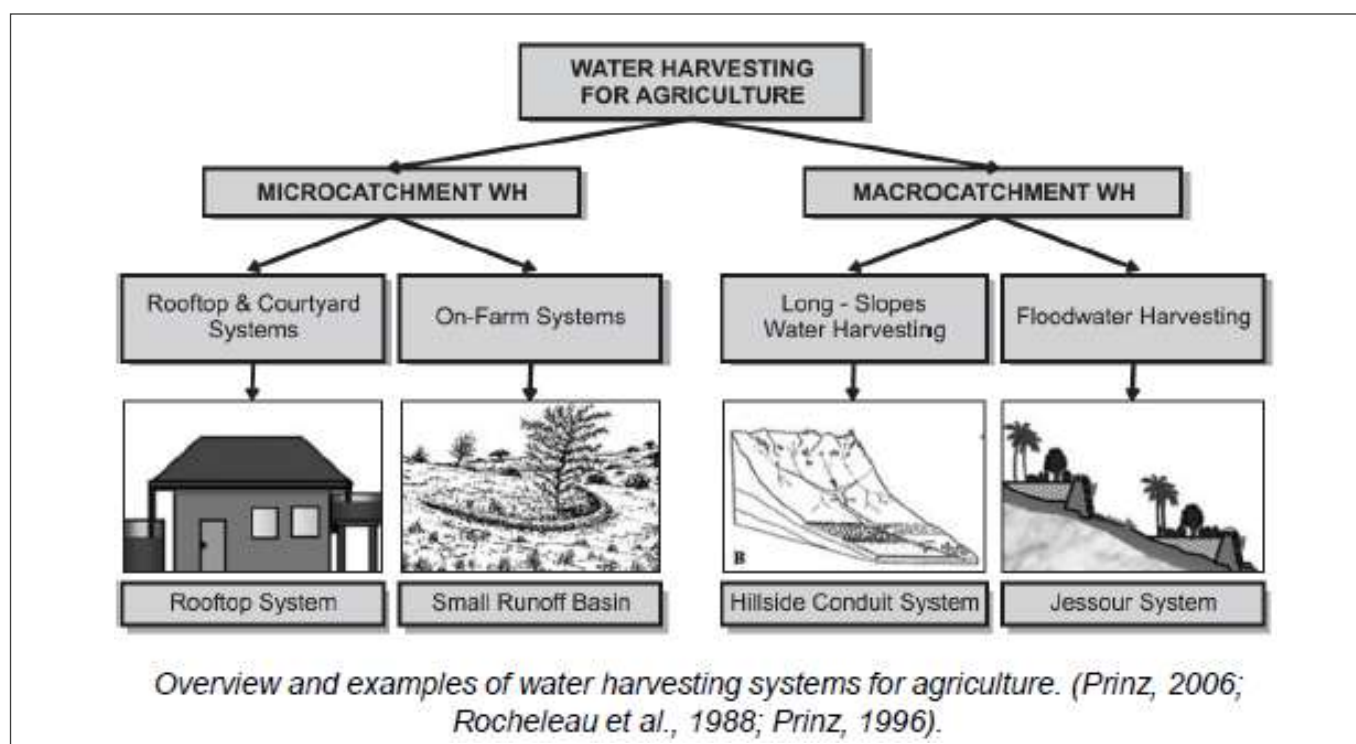 WATER HARVESTING
FOR AGRICULTURE
MICROCATCHMENT WH
MACROCATCHMENT WH
Rooftop & Courtyard
Systems
On-Farm Systems
Long - Slopes
Water Harvesting
Floodwater Harvesting
B
Rooftop System
Small Runoff Basin
Hillside Conduit System
Jessour System
Overview and examples of water harvesting systems for agriculture. (Prinz, 2006;
Rocheleau et al., 1988; Prinz, 1996).